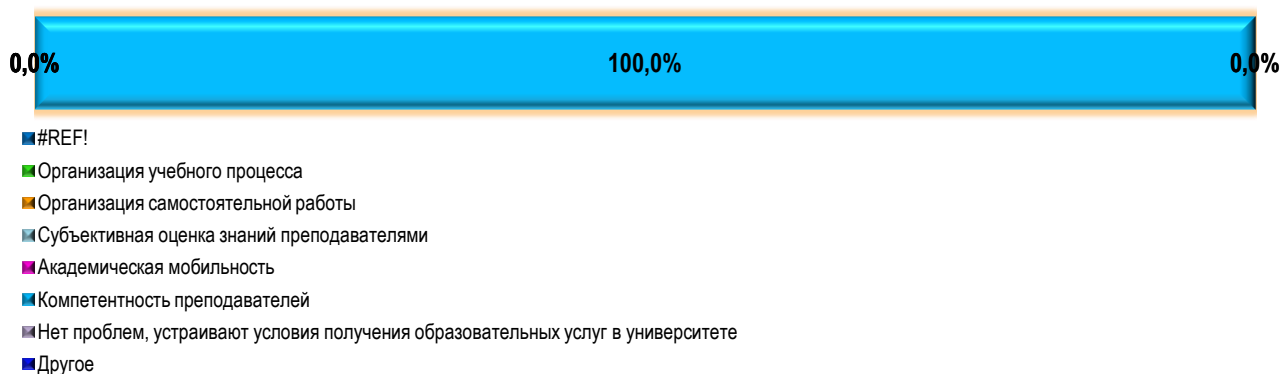 0,0% 100,0% 0,0%
#REF!
Организация учебного процесса
Организация самостоятельной работы
Субъективная оценка знаний преподавателями
Академическая мобильность
Компетентность преподавателей
Нет проблем, устраивают условия получения образовательных услуг в университете
Другое